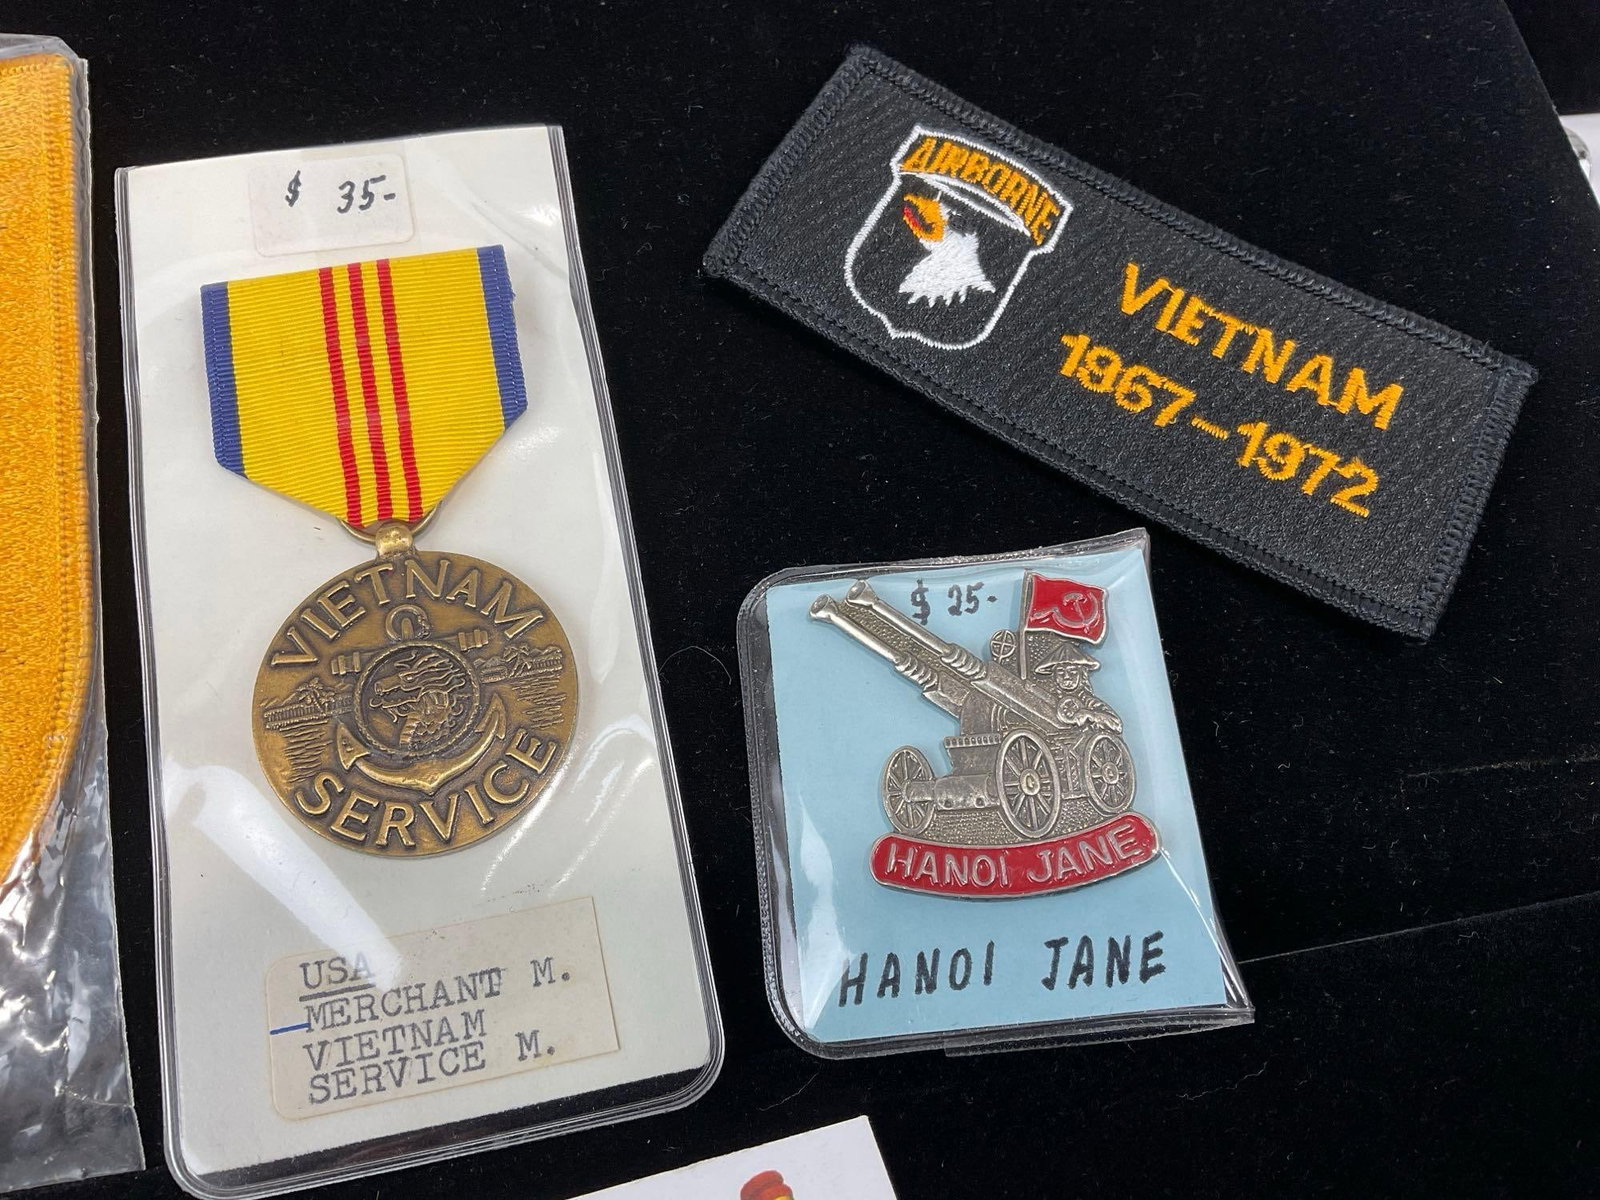 $ 35-
VIETNAM
SERVICE
USA
MERCHANT M.
VIETNAM
SERVICE M.
AIRBORNE
VIETNAM
1967-1972
$ 25-
HANOI JANE
HANOI JANE